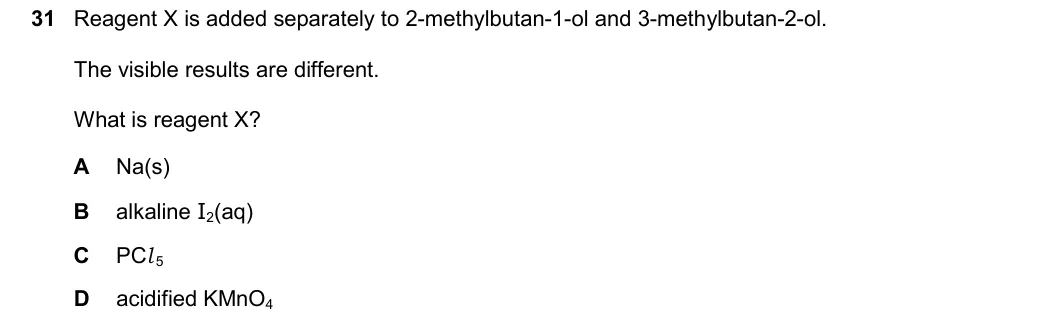 31 Reagent X is added separately to 2-methylbutan-1-ol and 3-methylbutan-2-ol.
The visible results are different.
What is reagent X?
A Na(s)
B alkaline I₂(aq)
C PCl₅
D acidified KMnO₄